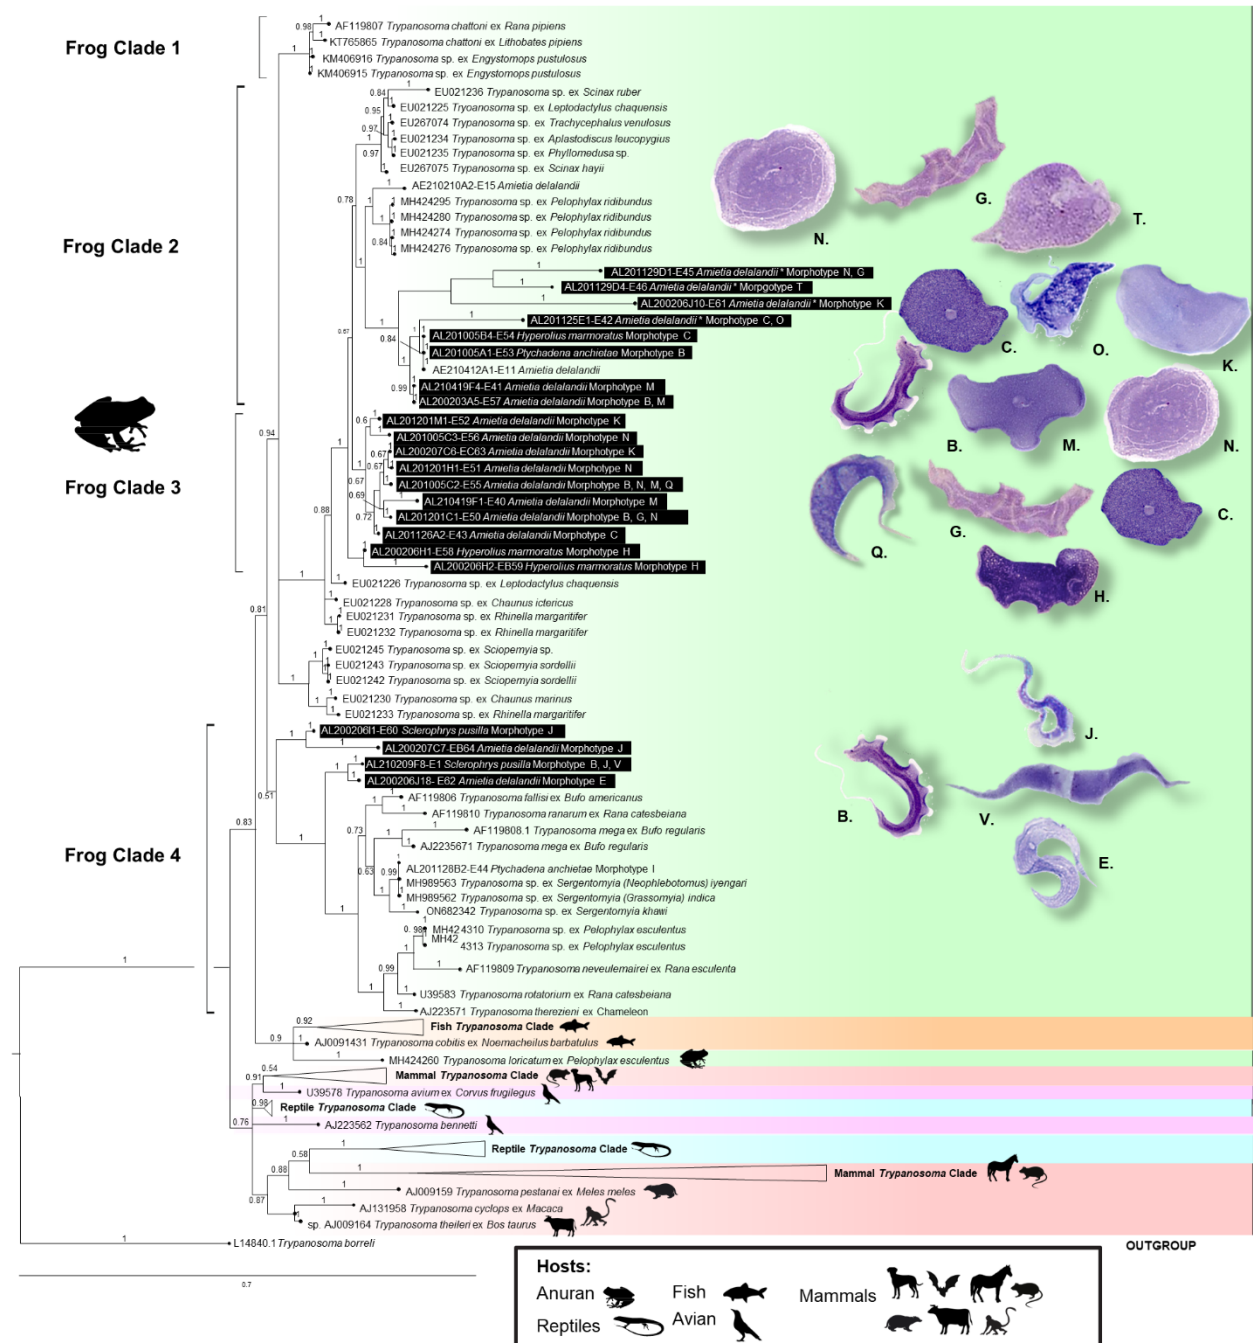 Frog Clade 1
AF119807 Trypanosoma chattoni ex Rana pipiens
KT765865 Trypanosoma chattoni ex Lithobates pipiens
KM406916 Trypanosoma sp. ex Engystomops pustulosus
KM406915 Trypanosoma sp. ex Engystomops pustulosus
Frog Clade 2
EU021236 Trypanosoma sp. ex Scinax ruber
EU021225 Tryoanosoma sp. ex Leptodactylus chaquensis
EU267074 Trypanosoma sp. ex Trachycephalus venulosus
EU021234 Trypanosoma sp. ex Aplastodiscus leucopygius
EU021235 Trypanosoma sp. ex Phyllomedusa sp.
EU267075 Trypanosoma sp. ex Scinax hayii
AE210210A2-E15 Amietia delalandii
MH424295 Trypanosoma sp. ex Pelophylax ridibundus
MH424280 Trypanosoma sp. ex Pelophylax ridibundus
MH424274 Trypanosoma sp. ex Pelophylax ridibundus
MH424276 Trypanosoma sp. ex Pelophylax ridibundus
AL201129D1-E45 Amietia delalandii * Morphotype N, G
AL201129D4-E46 Amietia delalandii * Morpgotype T
AL200206J10-E61 Amietia delalandii * Morphotype K
AL201125E1-E42 Amietia delalandii * Morphotype C, O
AL201005B4-E54 Hyperolius marmoratus Morphotype C
AL201005A1-E53 Ptychadena anchietae Morphotype B
AE210412A1-E11 Amietia delalandii
AL210419F4-E41 Amietia delalandii Morphotype M
AL200203A5-E57 Amietia delalandii Morphotype B, M
Frog Clade 3
AL201201M1-E52 Amietia delalandii Morphotype K
AL201005C3-E56 Amietia delalandii Morphotype N
AL200207C6-EC63 Amietia delalandii Morphotype K
AL201201H1-E51 Amietia delalandii Morphotype N
AL201005C2-E55 Amietia delalandii Morphotype B, N, M, Q
AL210419F1-E40 Amietia delalandii Morphotype M
AL201201C1-E50 Amietia delalandii Morphotype B, G, N
AL201126A2-E43 Amietia delalandii Morphotype C
AL200206H1-E58 Hyperolius marmoratus Morphotype H
AL200206H2-EB59 Hyperolius marmoratus Morphotype H
EU021226 Trypanosoma sp. ex Leptodactylus chaquensis
EU021228 Trypanosoma sp. ex Chaunus ictericus
EU021231 Trypanosoma sp. ex Rhinella margaritifer
EU021232 Trypanosoma sp. ex Rhinella margaritifer
EU021245 Trypanosoma sp. ex Sciopemyia sp.
EU021243 Trypanosoma sp. ex Sciopemyia sordellii
EU021242 Trypanosoma sp. ex Sciopemyia sordellii
EU021230 Trypanosoma sp. ex Chaunus marinus
EU021233 Trypanosoma sp. ex Rhinella margaritifer
Frog Clade 4
AL200206I1-E60 Sclerophrys pusilla Morphotype J
AL200207C7-EB64 Amietia delalandii Morphotype J
AL210209F8-E1 Sclerophrys pusilla Morphotype B, J, V
AL200206J18- E62 Amietia delalandii Morphotype E
AF119806 Trypanosoma fallisi ex Bufo americanus
AF119810 Trypanosoma ranarum ex Rana catesbeiana
AF119808.1 Trypanosoma mega ex Bufo regularis
AJ2235671 Trypanosoma mega ex Bufo regularis
AL201128B2-E44 Ptychadena anchietae Morphotype I
MH989563 Trypanosoma sp. ex Sergentomyia (Neophlebotomus) iyengari
MH989562 Trypanosoma sp. ex Sergentomyia (Grassomyia) indica
ON682342 Trypanosoma sp. ex Sergentomyia khawi
MH42 4310 Trypanosoma sp. ex Pelophylax esculentus
MH42
4313 Trypanosoma sp. ex Pelophylax esculentus
AF119809 Trypanosoma neveulemairei ex Rana esculenta
U39583 Trypanosoma rotatorium ex Rana catesbeiana
AJ223571 Trypanosoma therezieni ex Chameleon
Fish Trypanosoma Clade
AJ0091431 Trypanosoma cobitis ex Noemacheilus barbatulus
MH424260 Trypanosoma loricatum ex Pelophylax esculentus
Mammal Trypanosoma Clade
U39578 Trypanosoma avium ex Corvus frugilegus
Reptile Trypanosoma Clade
AJ223562 Trypanosoma bennetti
Reptile Trypanosoma Clade
Mammal Trypanosoma Clade
AJ009159 Trypanosoma pestanai ex Meles meles
AJ131958 Trypanosoma cyclops ex Macaca
sp. AJ009164 Trypanosoma theileri ex Bos taurus
L14840.1 Trypanosoma borreli
OUTGROUP
0.7
N.
G.
T.
C.
O.
K.
B.
M.
N.
Q.
G.
C.
H.
J.
B.
V.
E.
Hosts:
Anuran
Fish
Mammals
Reptiles
Avian